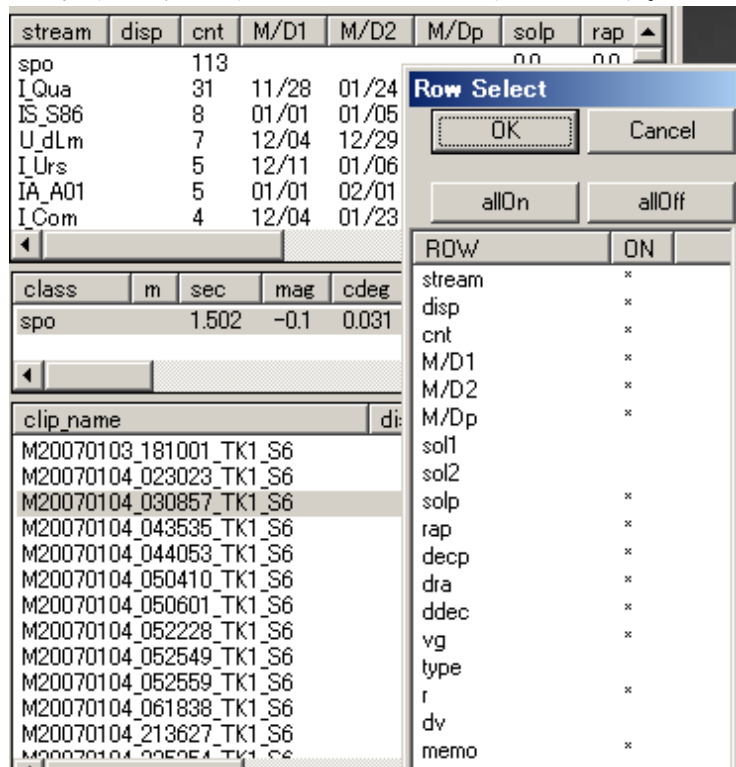 stream disp cnt M/D1 M/D2 M/Dp solp rap
spo 113 0.0 0.0
I_Qua 31 11/28 01/24
IS_S86 8 01/01 01/05
U_dLm 7 12/04 12/29
I_Urs 5 12/11 01/06
IA_A01 5 01/01 02/01
I_Com 4 12/04 01/23
class m sec mag cdeg
spo 1.502 -0.1 0.031
clip_name
M20070103_181001_TK1_S6
M20070104_023023_TK1_S6
M20070104_030857_TK1_S6
M20070104_043535_TK1_S6
M20070104_044053_TK1_S6
M20070104_050410_TK1_S6
M20070104_050601_TK1_S6
M20070104_052228_TK1_S6
M20070104_052549_TK1_S6
M20070104_052559_TK1_S6
M20070104_061838_TK1_S6
M20070104_213627_TK1_S6
Row Select
OK Cancel
allOn allOff
ROW ON
stream *
disp *
cnt *
M/D1 *
M/D2 *
M/Dp *
sol1
sol2
solp *
rap *
decp *
dra *
ddec *
vg *
type
r *
dv
memo *